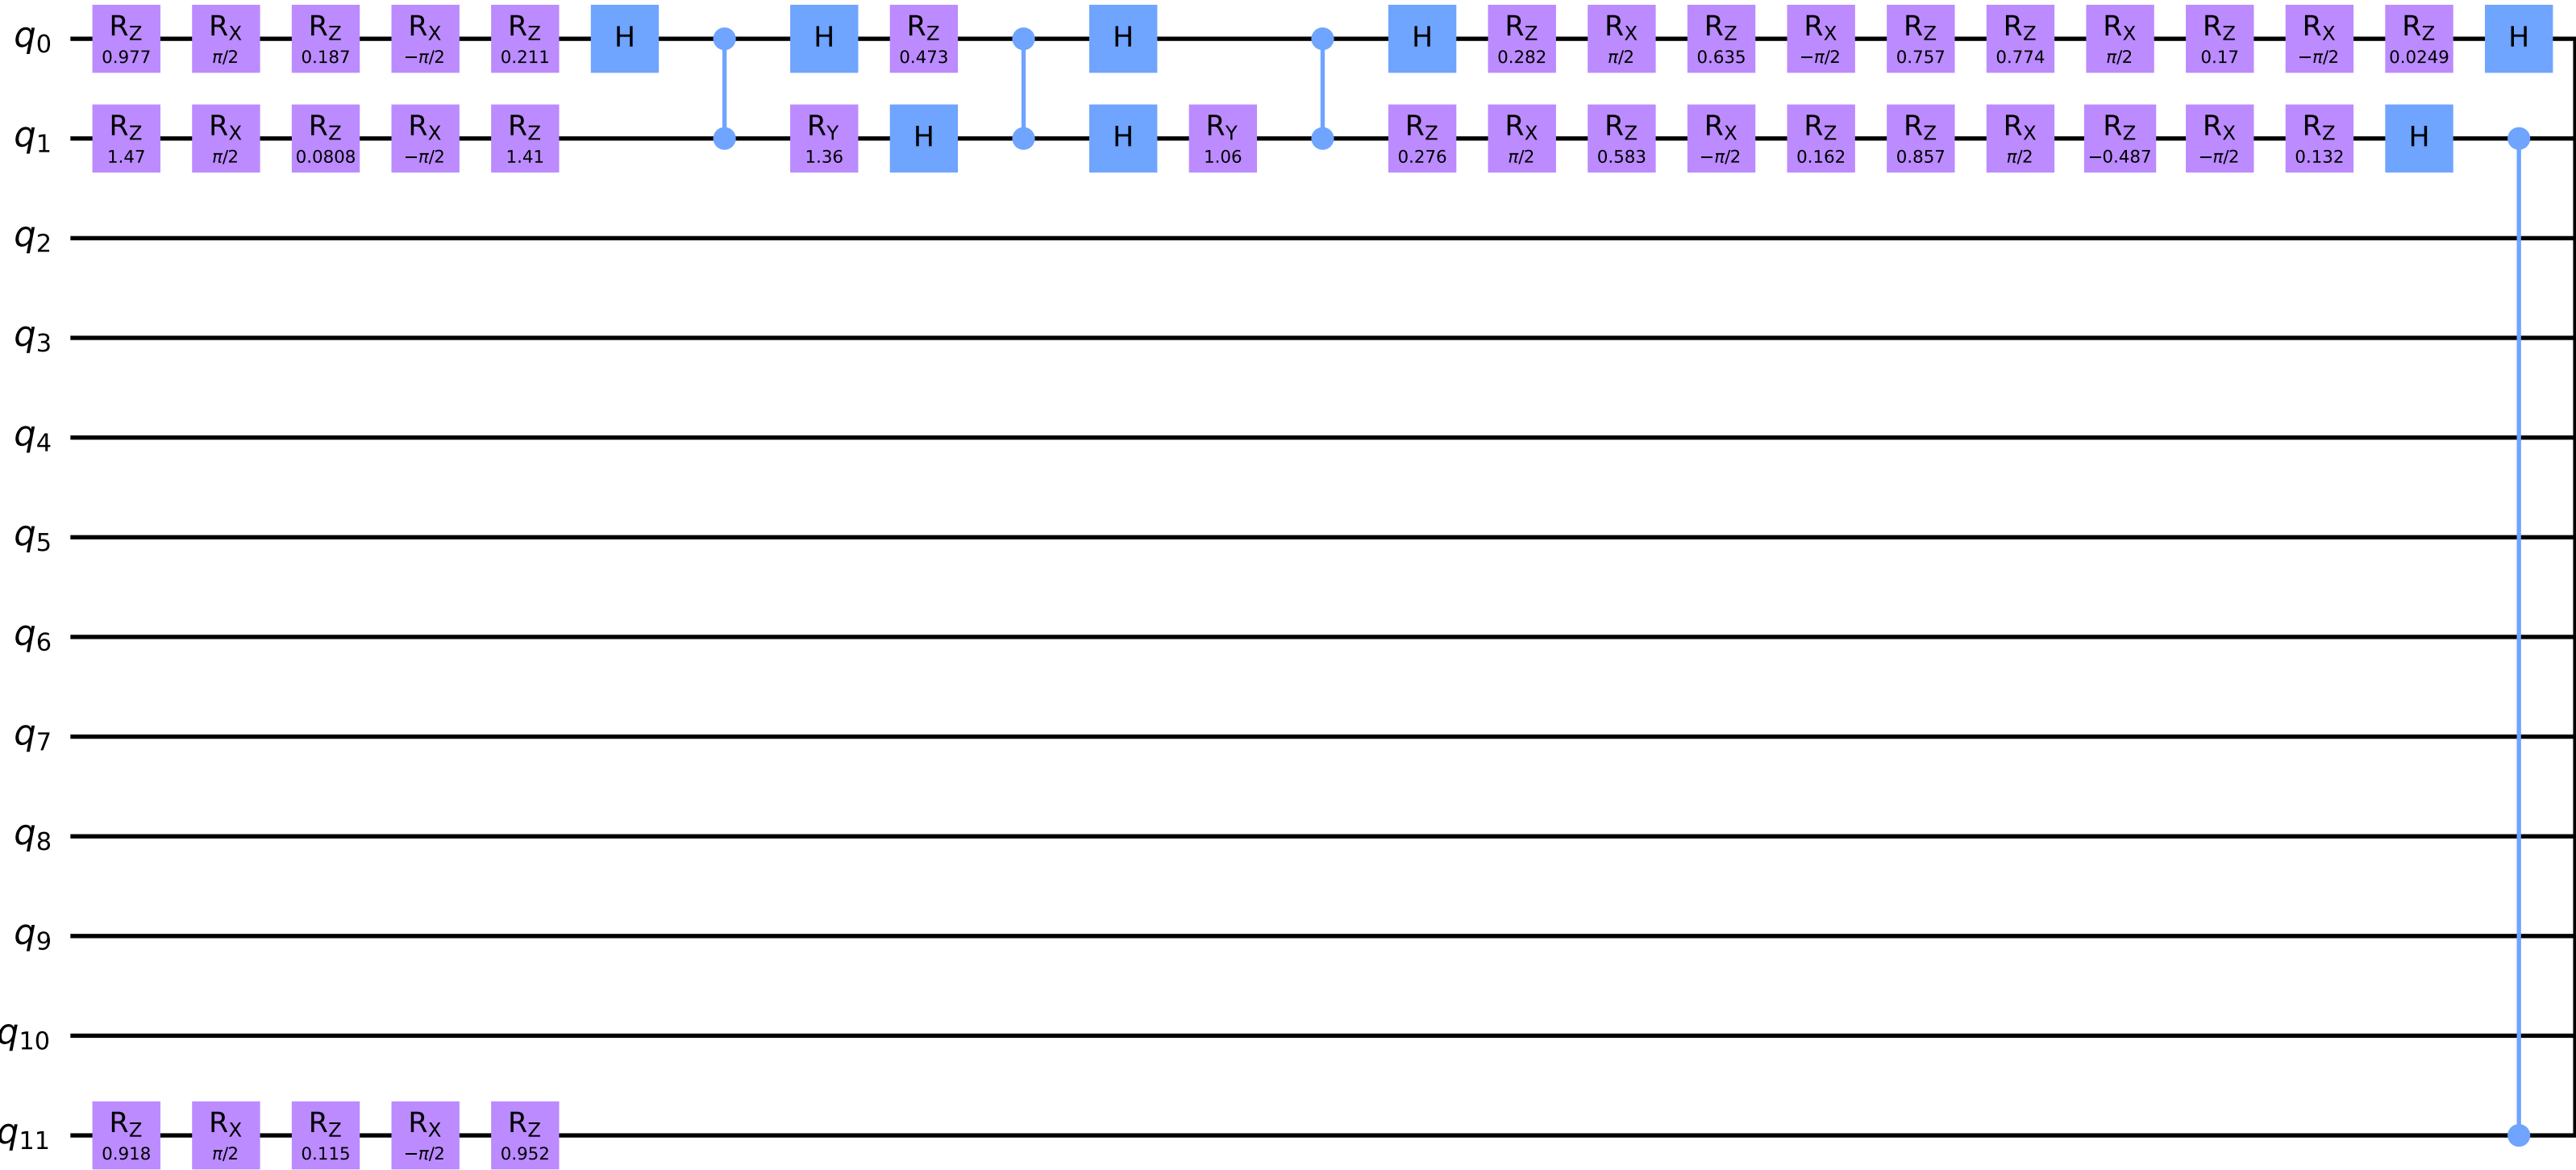 q0 RZ 0.977 RX π/2 RZ 0.187 RX −π/2 RZ 0.211 H H RZ 0.473 H H RZ 0.282 RX π/2 RZ 0.635 RX −π/2 RZ 0.757 RZ 0.774 RX π/2 RZ 0.17 RX −π/2 RZ 0.0249 H
q1 RZ 1.47 RX π/2 RZ 0.0808 RX −π/2 RZ 1.41 RY 1.36 H H RY 1.06 RZ 0.276 RX π/2 RZ 0.583 RX −π/2 RZ 0.162 RZ 0.857 RX π/2 RZ −0.487 RX −π/2 RZ 0.132 H
q2
q3
q4
q5
q6
q7
q8
q9
q10
q11 RZ 0.918 RX π/2 RZ 0.115 RX −π/2 RZ 0.952